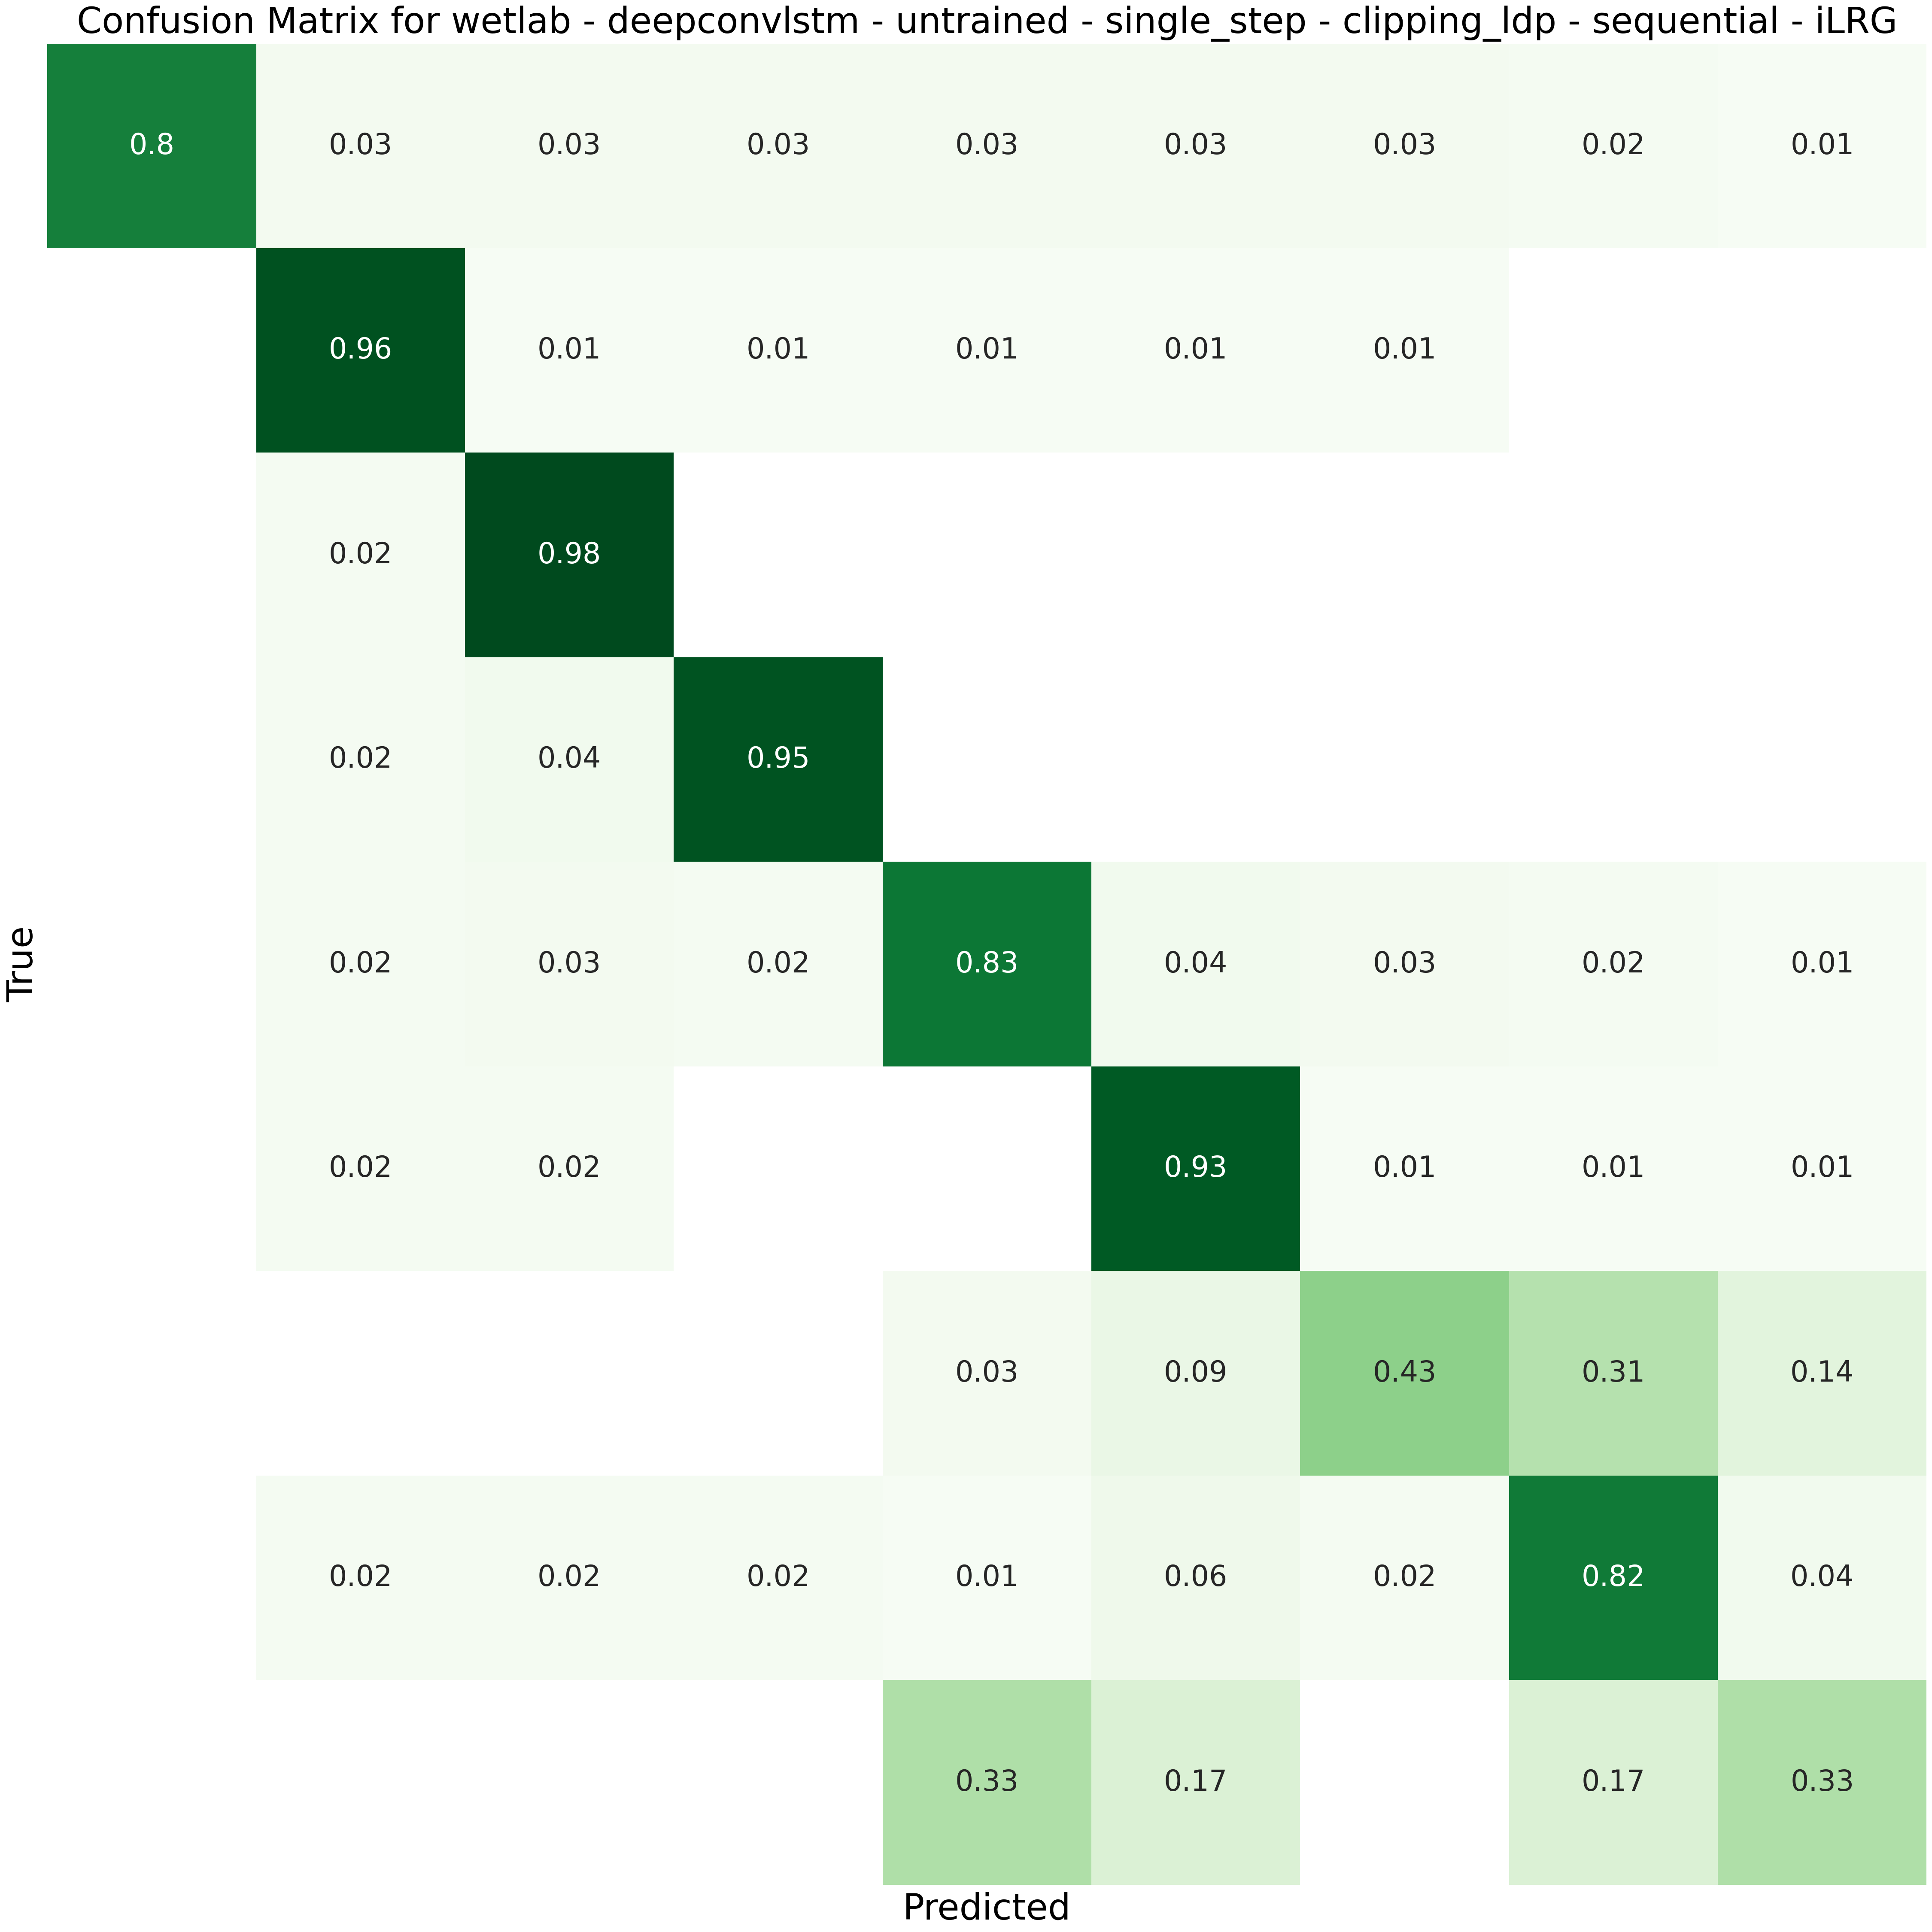 Confusion Matrix for wetlab - deepconvlstm - untrained - single_step - clipping_ldp - sequential - iLRG
0.8 0.03 0.03 0.03 0.03 0.03 0.03 0.02 0.01
0.96 0.01 0.01 0.01 0.01 0.01
0.02 0.98
0.02 0.04 0.95
True
0.02 0.03 0.02 0.83 0.04 0.03 0.02 0.01
0.02 0.02 0.93 0.01 0.01 0.01
0.03 0.09 0.43 0.31 0.14
0.02 0.02 0.02 0.01 0.06 0.02 0.82 0.04
0.33 0.17 0.17 0.33
Predicted